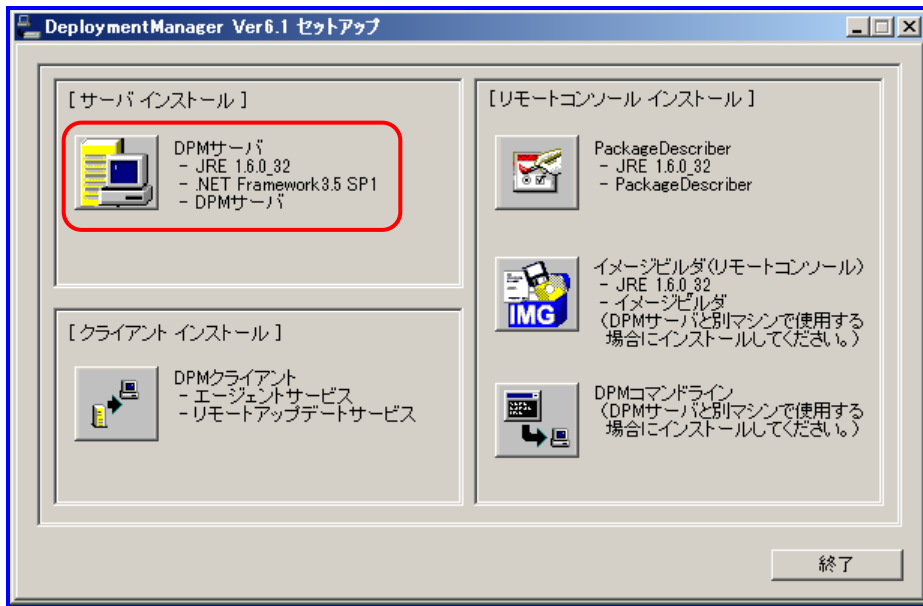 DeploymentManager Ver6.1 セットアップ
[ サーバ インストール ]
DPMサーバ
- JRE 1.6.0_32
- .NET Framework3.5 SP1
- DPMサーバ
[ クライアント インストール ]
DPMクライアント
- エージェントサービス
- リモートアップデートサービス
[ リモートコンソール インストール ]
PackageDescriber
- JRE 1.6.0_32
- PackageDescriber
IMG
イメージビルダ(リモートコンソール)
- JRE 1.6.0_32
- イメージビルダ
(DPMサーバと別マシンで使用する
場合にインストールしてください。)
DPMコマンドライン
(DPMサーバと別マシンで使用する
場合にインストールしてください。)
終了